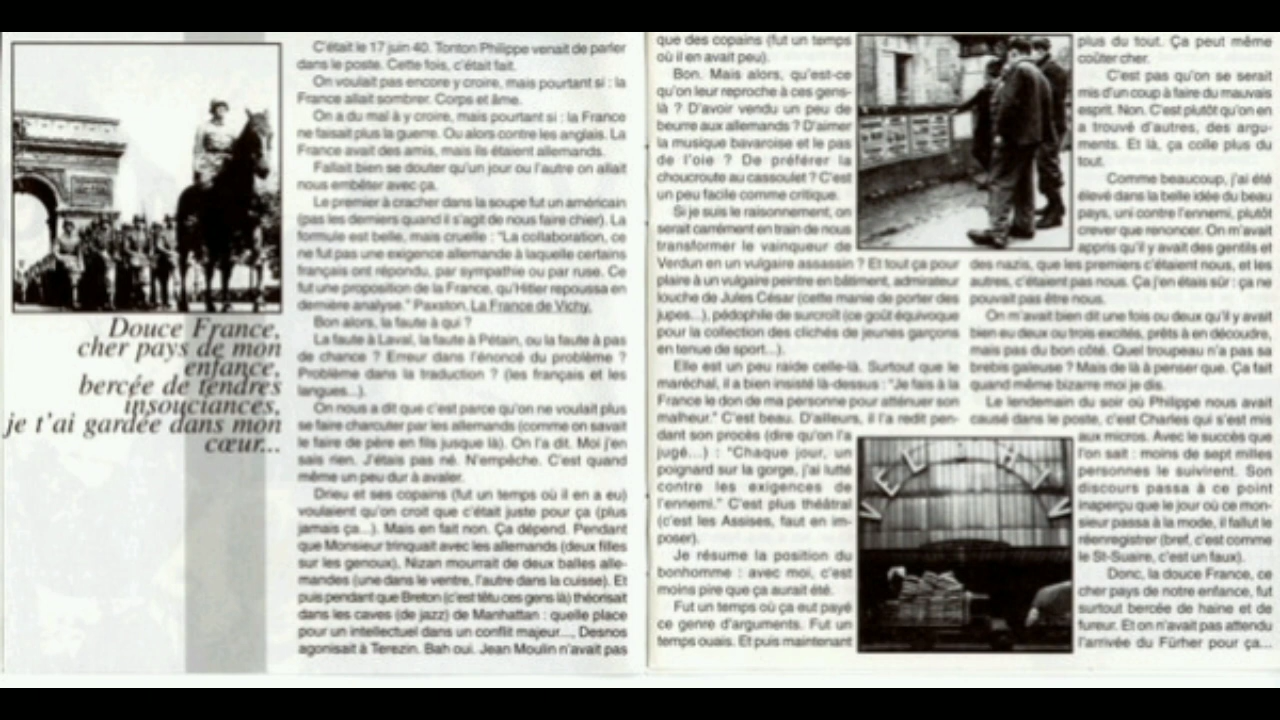 Douce France,
cher pays de mon
enfance,
bercée de tendres
insouciances,
je t'ai gardée dans mon
cœur...
C'était le 17 juin 40. Tonton Philippe venait de parler
dans le poste. Cette fois, c'était fait.
On voulait pas encore y croire, mais pourtant si : la
France allait sombrer. Corps et âme.
On a du mal à y croire, mais pourtant si : la France
ne faisait plus la guerre. Ou alors contre les anglais. La
France avait des amis, mais ils étaient allemands.
Fallait bien se douter qu'un jour ou l'autre on allait
nous embêter avec ça.
Le premier à cracher dans la soupe fut un américain
(pas les derniers quand il s'agit de nous faire chier). La
formule est belle, mais cruelle : "La collaboration, ce
ne fut pas une exigence allemande à laquelle certains
français ont répondu, par sympathie ou par ruse. Ce
fut une proposition de la France, qu'Hitler repoussa en
dernière analyse." Paxston, La France de Vichy.
Bon alors, la faute à qui ?
La faute à Laval, la faute à Pétain, ou la faute à pas
de chance ? Erreur dans l'énoncé du problème ?
Problème dans la traduction ? (les français et les
langues...).
On nous a dit que c'est parce qu'on ne voulait plus
se faire charcuter par les allemands (comme on savait
le faire de père en fils jusque là). On l'a dit. Moi j'en
sais rien. J'étais pas né. N'empêche. C'est quand
même un peu dur à avaler.
Drieu et ses copains (fut un temps où il en a eu)
voulaient qu'on croit que c'était juste pour ça (plus
jamais ça...). Mais en fait non. Ça dépend. Pendant
que Monsieur trinquait avec les allemands (deux filles
sur les genoux), Nizan mourrait de deux balles alle-
mandes (une dans le ventre, l'autre dans la cuisse). Et
puis pendant que Breton (c'est têtu ces gens là) théorisait
dans les caves (de jazz) de Manhattan : quelle place
pour un intellectuel dans un conflit majeur..., Desnos
agonisait à Terezin. Bah oui. Jean Moulin n'avait pas
que des copains (fut un temps
où il en avait peu).
Bon. Mais alors, qu'est-ce
qu'on leur reproche à ces gens-
là ? D'avoir vendu un peu de
beurre aux allemands ? D'aimer
la musique bavaroise et le pas
de l'oie ? De préférer la
choucroute au cassoulet ? C'est
un peu facile comme critique.
Si je suis le raisonnement, on
serait carrément en train de nous
transformer le vainqueur de
Verdun en un vulgaire assassin ? Et tout ça pour
plaire à un vulgaire peintre en bâtiment, admirateur
louche de Jules César (cette manie de porter des
jupes...), pédophile de surcroît (ce goût équivoque
pour la collection des clichés de jeunes garçons
en tenue de sport...).
Elle est un peu raide celle-là. Surtout que le
maréchal, il a bien insisté là-dessus : "Je fais à la
France le don de ma personne pour atténuer son
malheur." C'est beau. D'ailleurs, il l'a redit pen-
dant son procès (dire qu'on l'a
jugé...) : "Chaque jour, un
poignard sur la gorge, j'ai lutté
contre les exigences de
l'ennemi." C'est plus théâtral
(c'est les Assises, faut en im-
poser).
Je résume la position du
bonhomme : avec moi, c'est
moins pire que ça aurait été.
Fut un temps où ça eut payé
ce genre d'arguments. Fut un
temps ouais. Et puis maintenant
plus du tout. Ça peut même
coûter cher.
C'est pas qu'on se serait
mis d'un coup à faire du mauvais
esprit. Non. C'est plutôt qu'on en
a trouvé d'autres, des argu-
ments. Et là, ça colle plus du
tout.
Comme beaucoup, j'ai été
élevé dans la belle idée du beau
pays, uni contre l'ennemi, plutôt
crever que renoncer. On m'avait
appris qu'il y avait des gentils et
des nazis, que les premiers c'étaient nous, et les
autres, c'étaient pas nous. Ça j'en étais sûr : ça ne
pouvait pas être nous.
On m'avait bien dit une fois ou deux qu'il y avait
bien eu deux ou trois excités, prêts à en découdre,
mais pas du bon côté. Quel troupeau n'a pas sa
brebis galeuse ? Mais de là à penser que. Ça fait
quand même bizarre moi je dis.
Le lendemain du soir où Philippe nous avait
causé dans le poste, c'est Charles qui s'est mis
aux micros. Avec le succès que
l'on sait : moins de sept milles
personnes le suivirent. Son
discours passa à ce point
inaperçu que le jour où ce mon-
sieur passa à la mode, il fallut le
réenregistrer (bref, c'est comme
le St-Suaire, c'est un faux).
Donc, la douce France, ce
cher pays de notre enfance, fut
surtout bercée de haine et de
fureur. Et on n'avait pas attendu
l'arrivée du Fürher pour ça...
VEL HIV